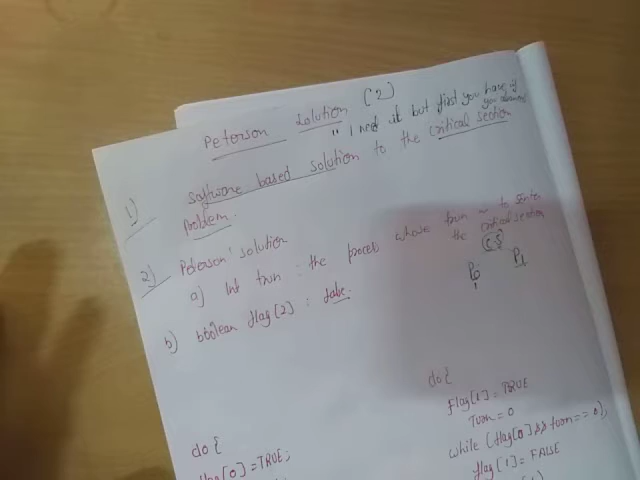 Peterson solution (2)
" I need it but first you have if
you demand
1) software based solution to the critical section
problem.
2) Peterson' solution
a) Int turn : the process whose turn ~ to enter
the critical section
{CS}
P0 P1
b) boolean flag[2] : false.
do {
flag[0] = TRUE;
do {
flag[1] = TRUE
Turn = 0
while (flag[0] && turn == 0);
flag[1] = FALSE